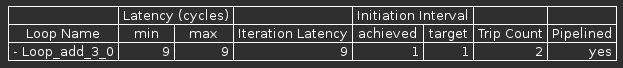 Latency (cycles) Initiation Interval
Loop Name min max Iteration Latency achieved target Trip Count Pipelined
- Loop_add_3_0 9 9 9 1 1 2 yes